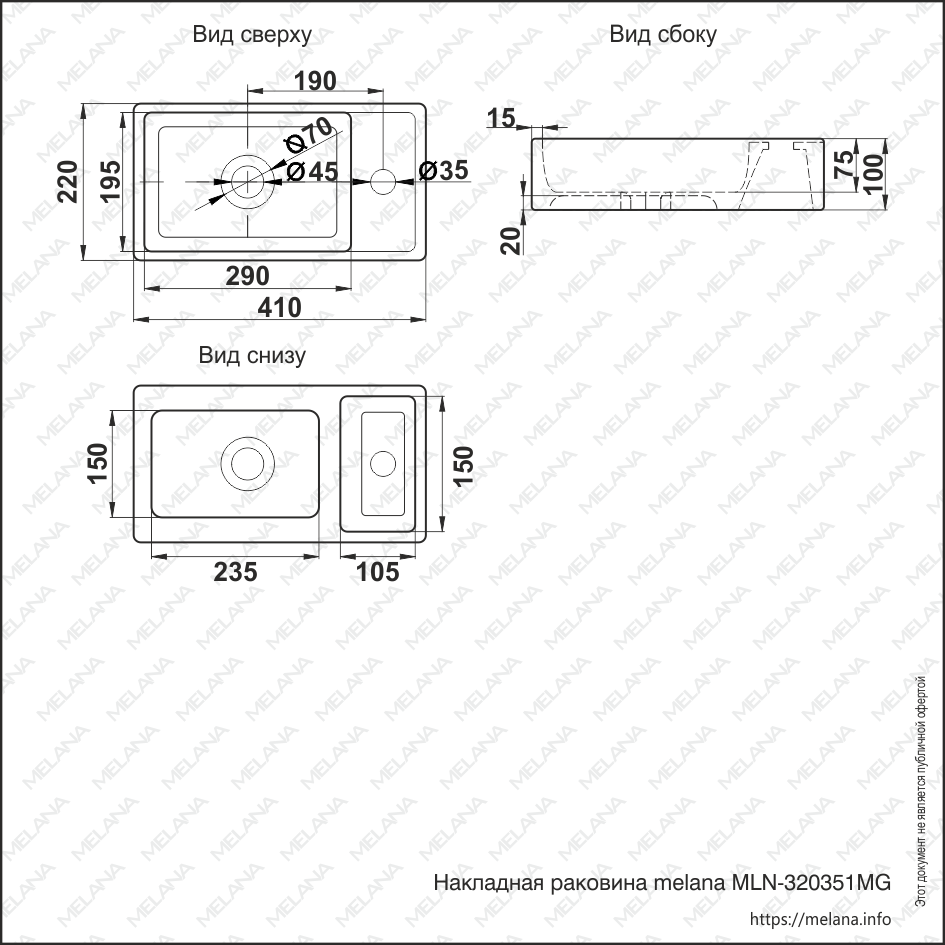 Вид сверху
Вид сбоку
190
15
Ø70
Ø45
Ø35
220
195
75
100
20
290
410
Вид снизу
150
150
235
105
Этот документ не является публичной офертой
Накладная раковина melana MLN-320351MG
https://melana.info
MELANA